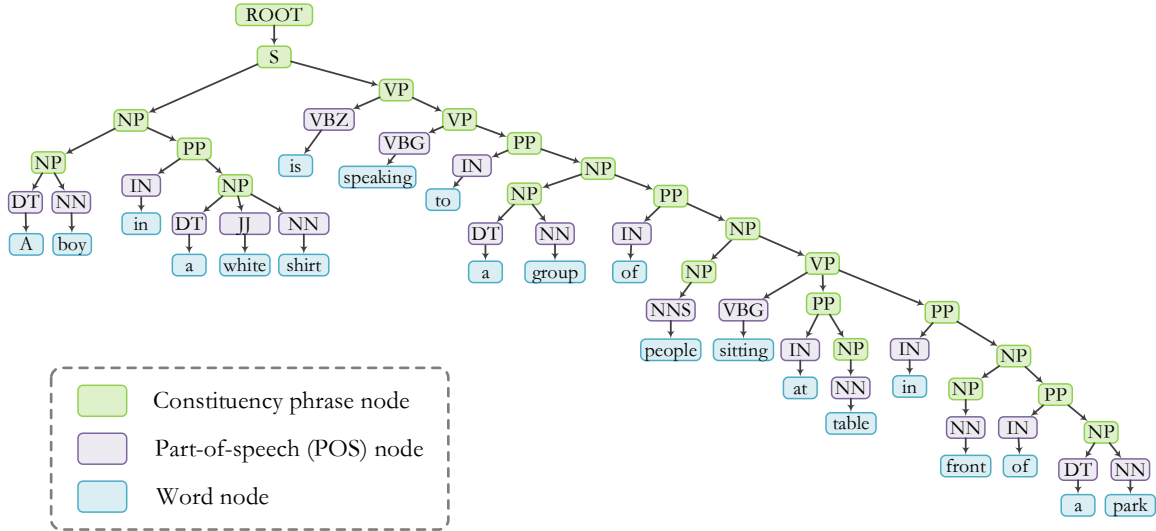 ROOT
S
VP
NP VBZ VP
NP PP VBG PP
is speaking IN NP
DT NN IN NP to NP PP
A boy in DT JJ NN DT NN IN NP
a white shirt a group of NP VP
NNS VBG PP PP
people sitting IN NP IN NP
at NN in NP PP
table NN IN NP
front of DT NN
a park
Constituency phrase node
Part-of-speech (POS) node
Word node